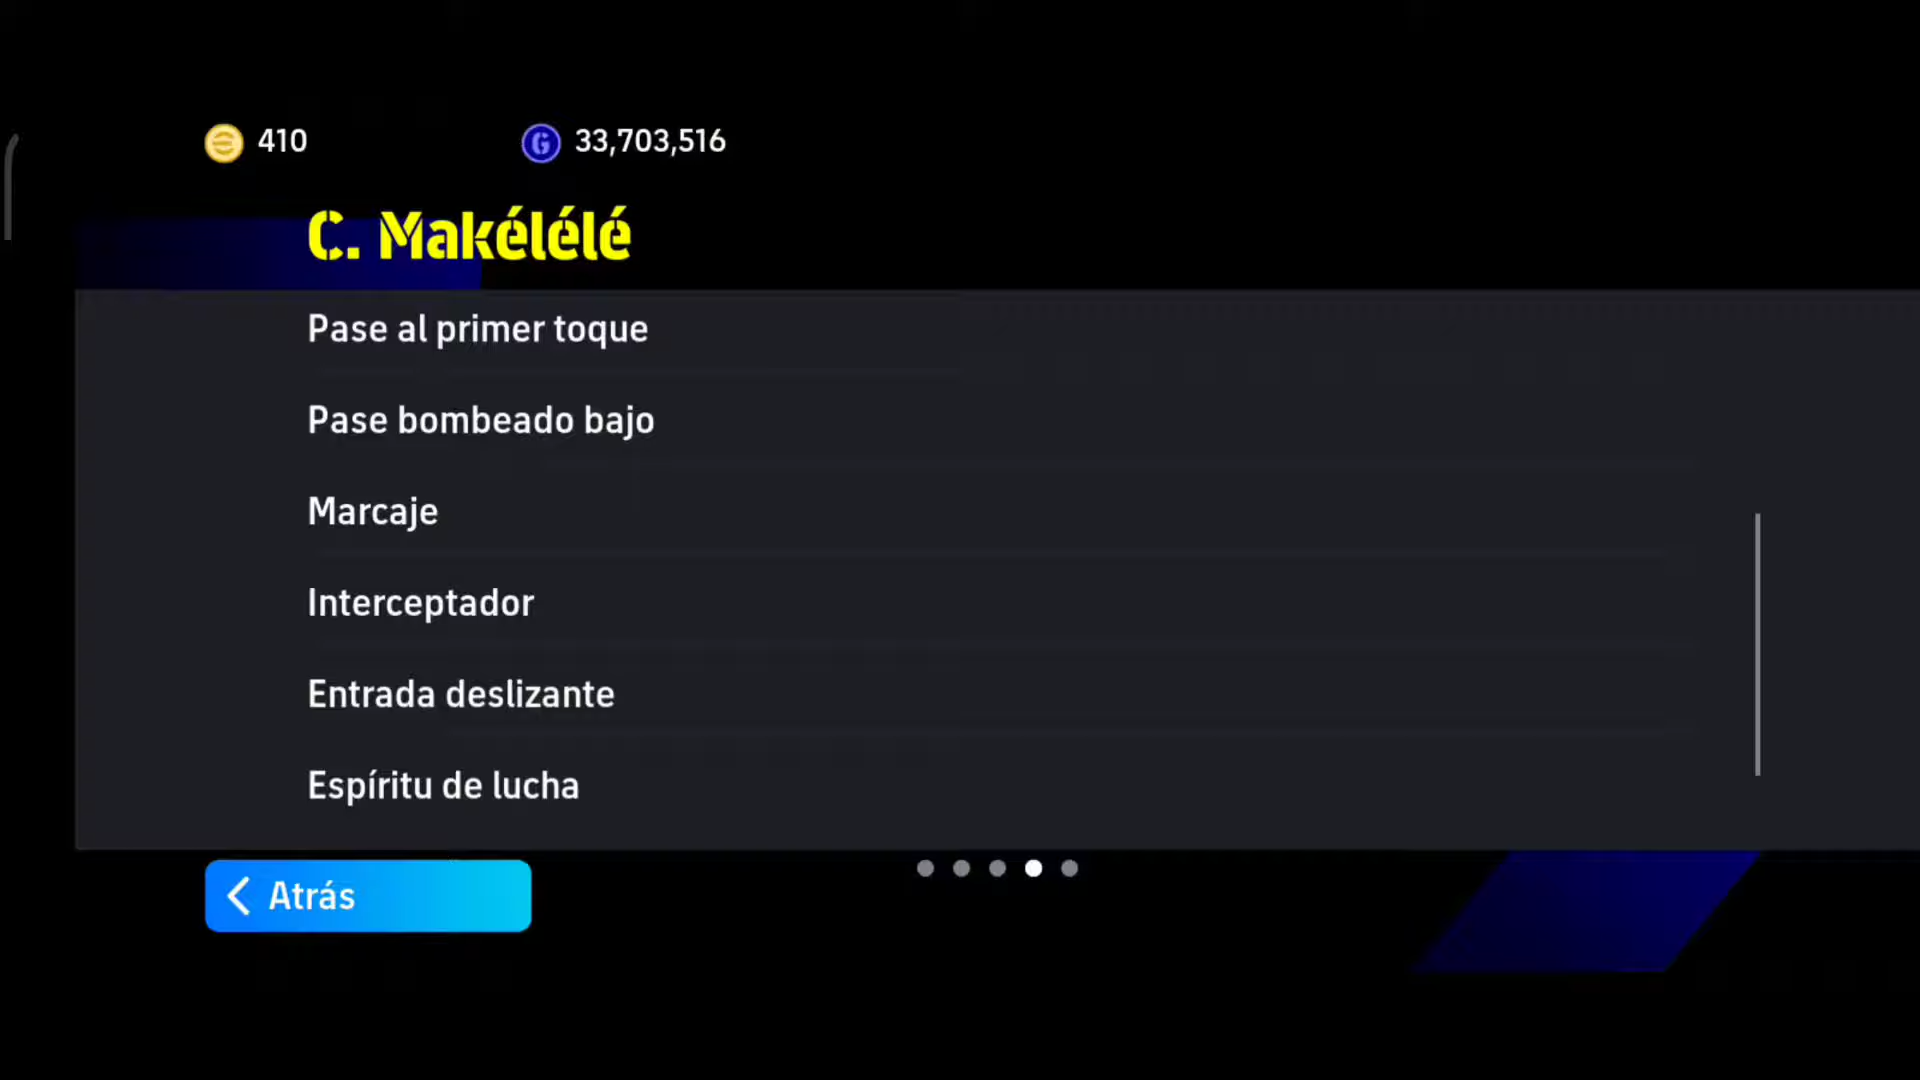 410
33,703,516
C. Makélélé
Pase al primer toque
Pase bombeado bajo
Marcaje
Interceptador
Entrada deslizante
Espíritu de lucha
Atrás